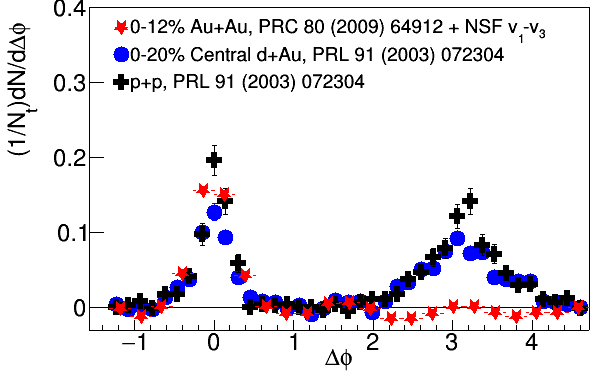 0.4
0-12% Au+Au, PRC 80 (2009) 64912 + NSF v₁-v₃
0-20% Central d+Au, PRL 91 (2003) 072304
p+p, PRL 91 (2003) 072304
0.3
0.2
0.1
0
(1/Nₜ)dN/dΔϕ
−1 0 1 2 3 4
Δϕ